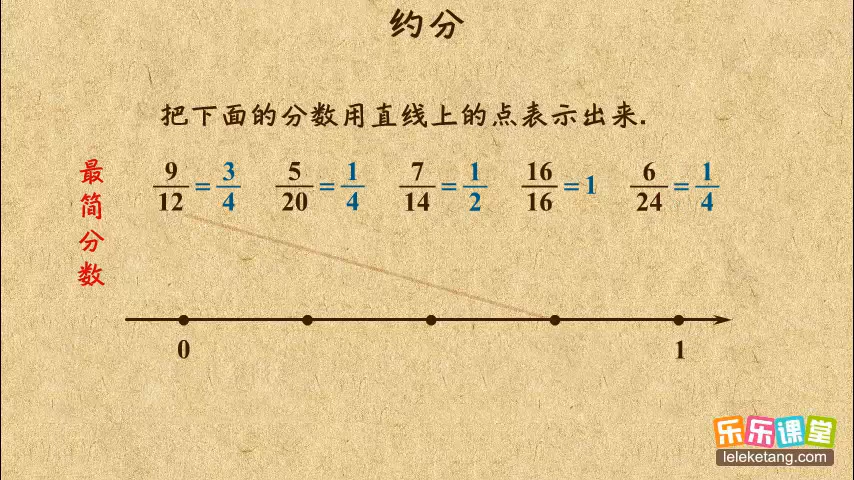 约分
把下面的分数用直线上的点表示出来.
最简分数
9/12 = 3/4 5/20 = 1/4 7/14 = 1/2 16/16 = 1 6/24 = 1/4
0 1
乐乐课堂
leleketang.com